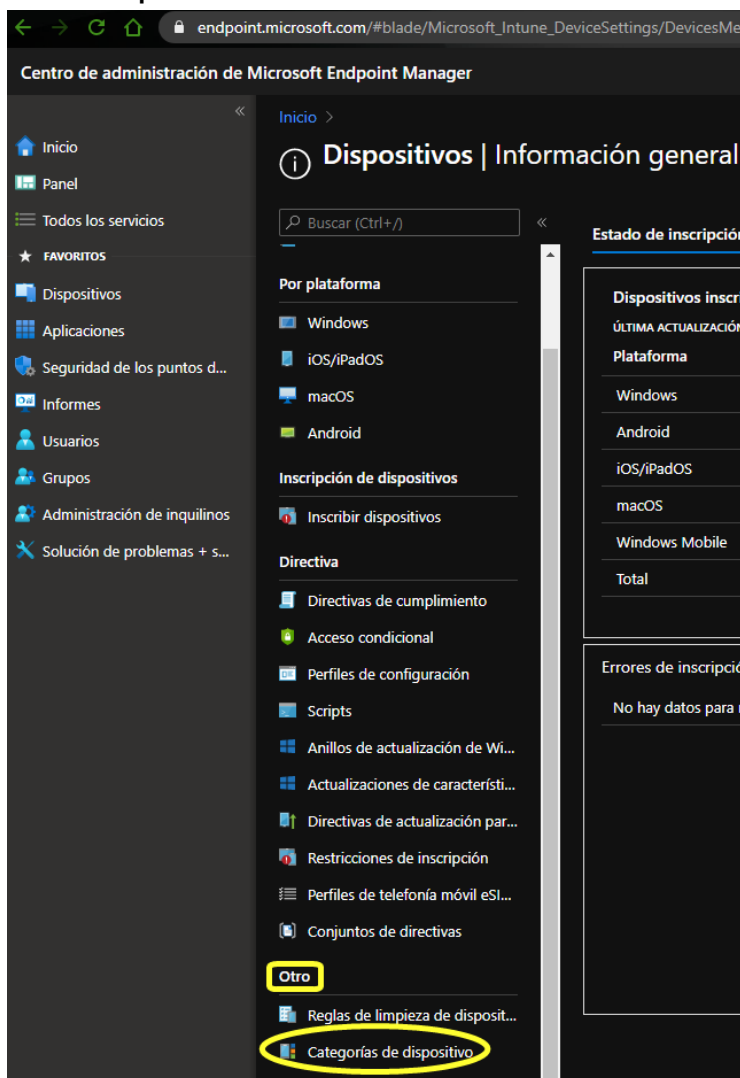 endpoint.microsoft.com/#blade/Microsoft_Intune_DeviceSettings/DevicesMe
Centro de administración de Microsoft Endpoint Manager
Inicio >
Dispositivos | Información general
Inicio
Panel
Todos los servicios
FAVORITOS
Dispositivos
Aplicaciones
Seguridad de los puntos d...
Informes
Usuarios
Grupos
Administración de inquilinos
Solución de problemas + s...
Buscar (Ctrl+/)
Por plataforma
Windows
iOS/iPadOS
macOS
Android
Inscripción de dispositivos
Inscribir dispositivos
Directiva
Directivas de cumplimiento
Acceso condicional
Perfiles de configuración
Scripts
Anillos de actualización de Wi...
Actualizaciones de característi...
Directivas de actualización par...
Restricciones de inscripción
Perfiles de telefonía móvil eSI...
Conjuntos de directivas
Otro
Reglas de limpieza de disposit...
Categorías de dispositivo
Estado de inscripción
Dispositivos inscri
ÚLTIMA ACTUALIZACIÓN
Plataforma
Windows
Android
iOS/iPadOS
macOS
Windows Mobile
Total
Errores de inscripció
No hay datos para